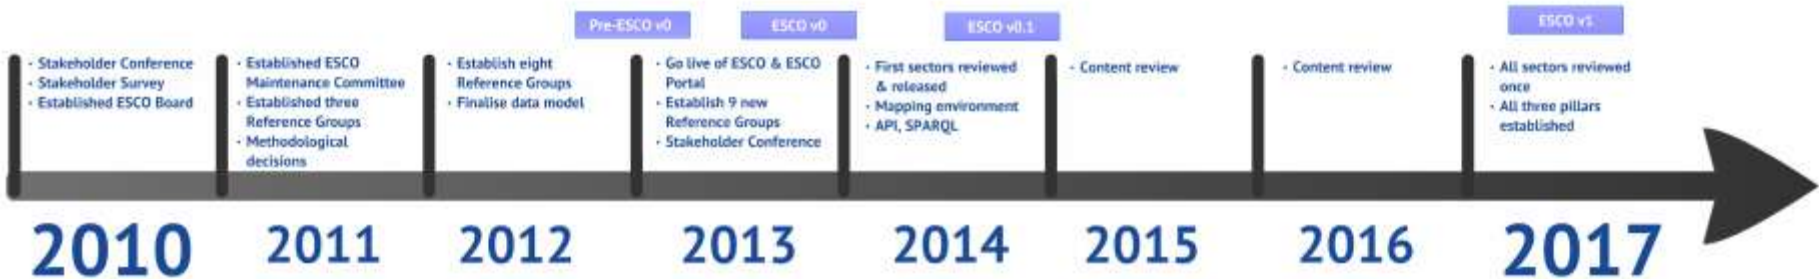 Pre-ESCO v0
ESCO v0
ESCO v0.1
ESCO v1
- Stakeholder Conference
- Stakeholder Survey
- Established ESCO Board
- Established ESCO
Maintenance Committee
- Established three
Reference Groups
- Methodological
decisions
- Establish eight
Reference Groups
- Finalise data model
- Go live of ESCO & ESCO
Portal
- Establish 9 new
Reference Groups
- Stakeholder Conference
- First sectors reviewed
& released
- Mapping environment
- API, SPARQL
- Content review
- Content review
- All sectors reviewed
once
- All three pillars
established
2010
2011
2012
2013
2014
2015
2016
2017